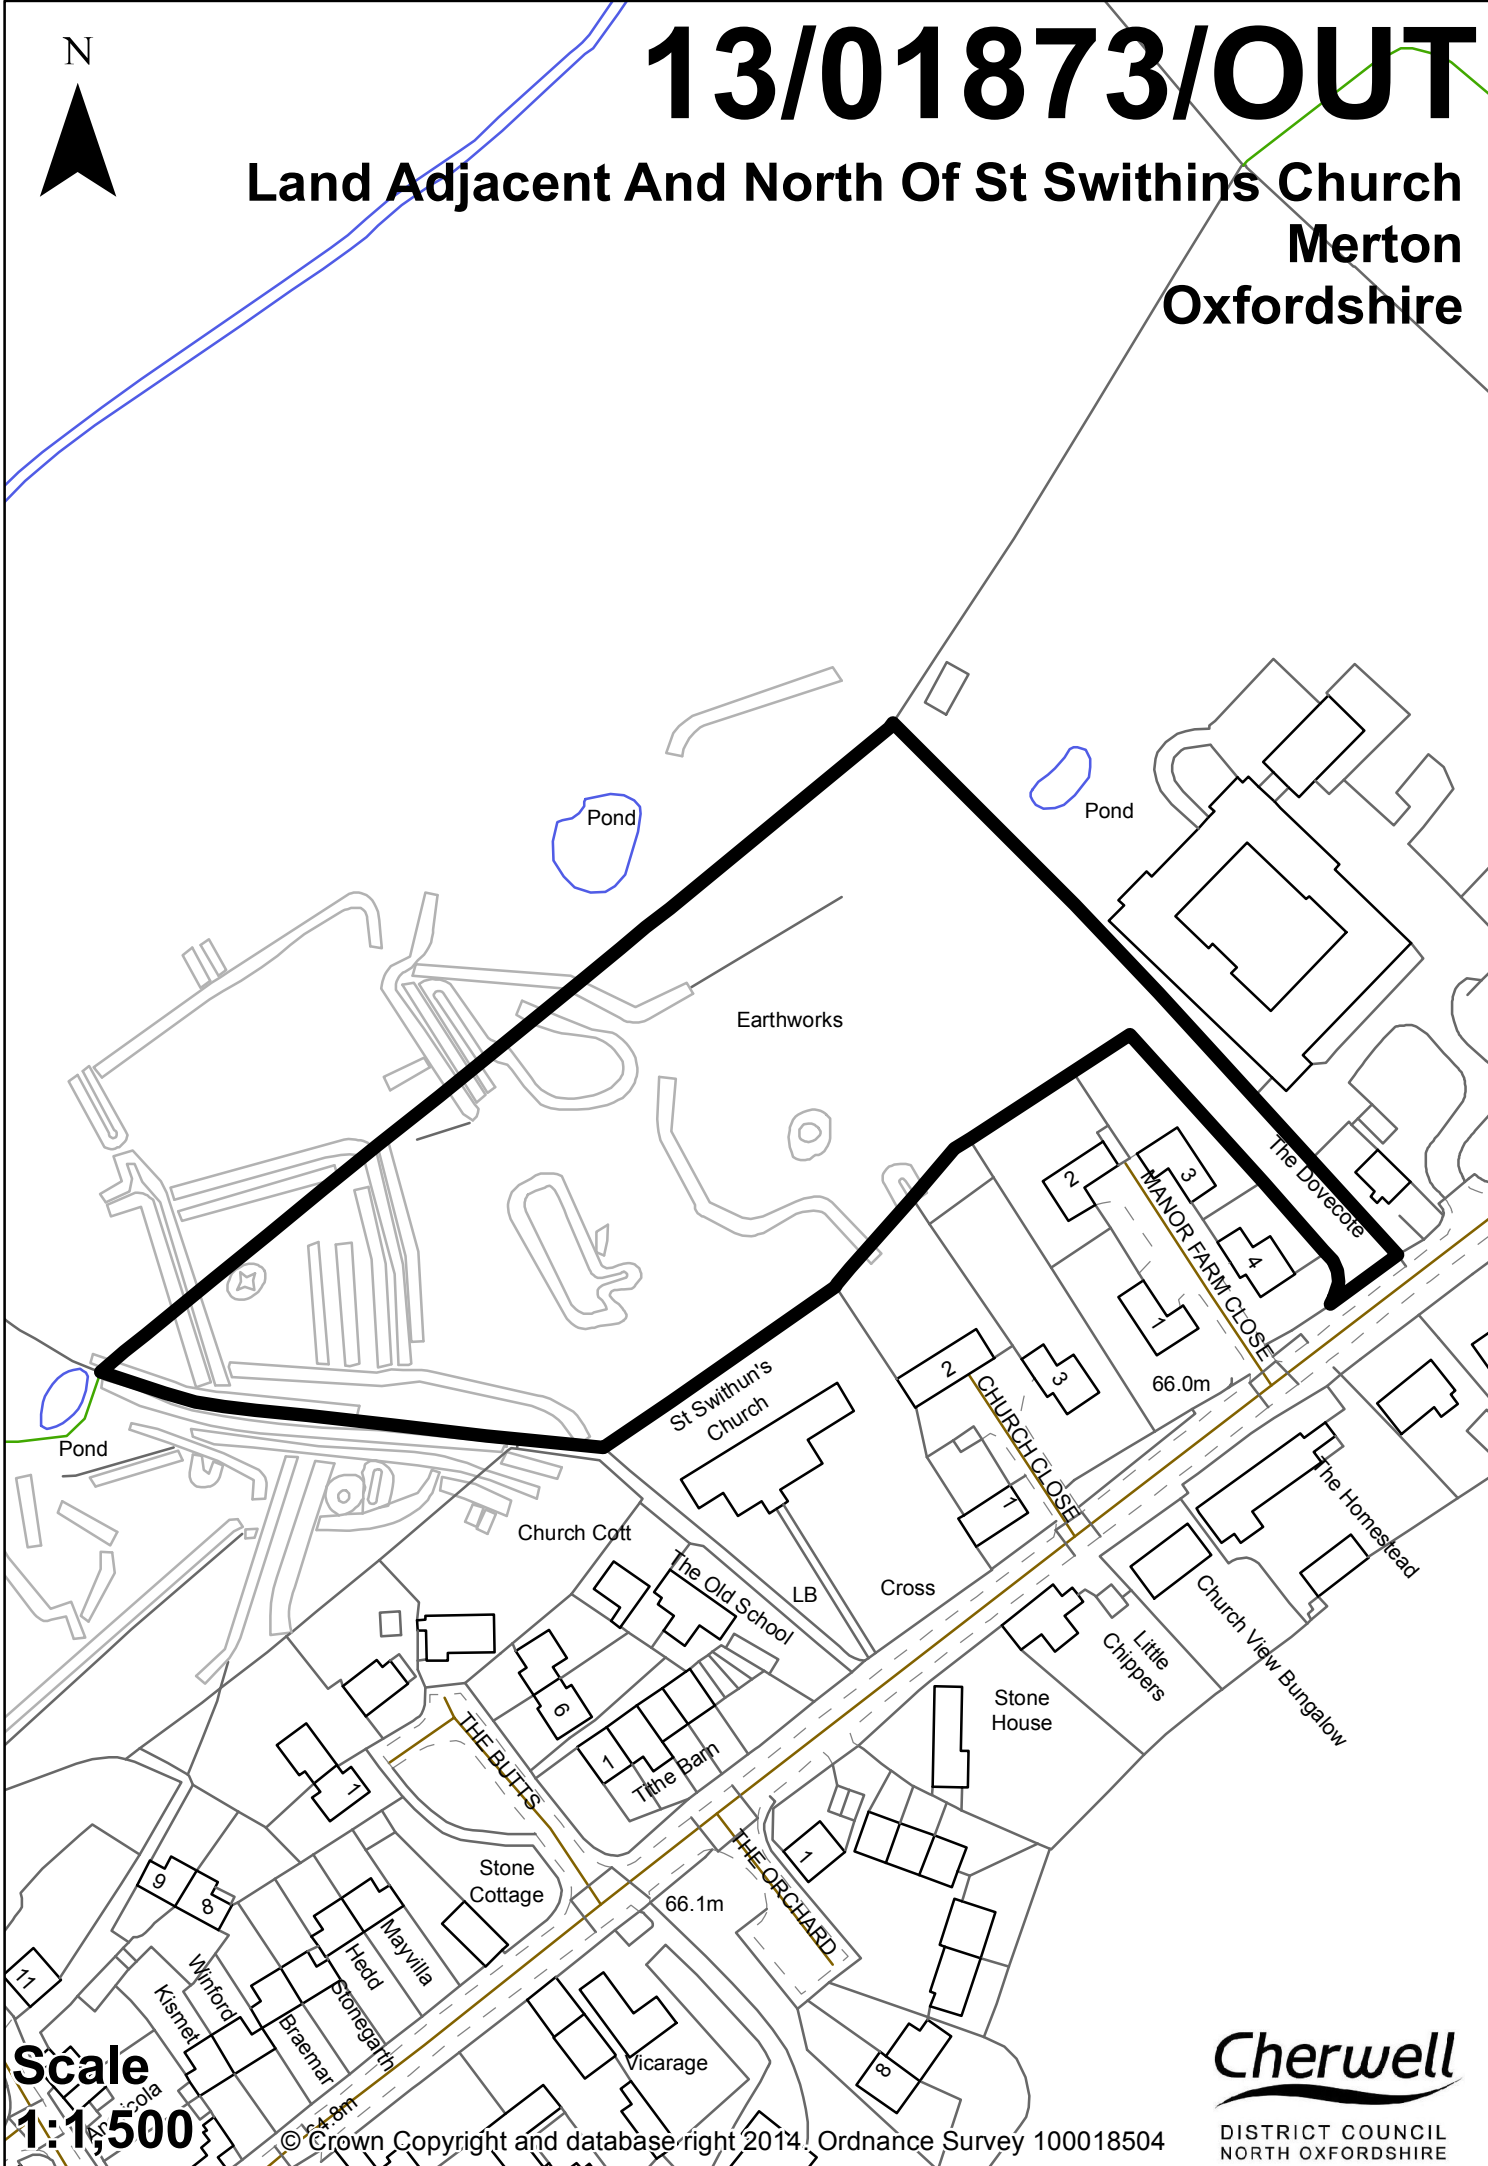 N
13/01873/OUT
Land Adjacent And North Of St Swithins Church
Merton
Oxfordshire
Pond
Pond
Earthworks
The Dovecote
2
3
MANOR FARM CLOSE
4
1
66.0m
St Swithun's
Church
2
3
CHURCH CLOSE
1
Pond
Church Cott
The Old School
LB
Cross
The Homestead
Church View Bungalow
Little
Chippers
Stone
House
6
THE BUTTS
1
Tithe Barn
1
Stone
Cottage
66.1m
THE ORCHARD
1
9
8
11
Mayvilla
Hedd
Stonegarth
Winford
Kismet
Braemar
Vicarage
8
Scale
1:1,500
© Crown Copyright and database right 2014. Ordnance Survey 100018504
Cherwell
DISTRICT COUNCIL
NORTH OXFORDSHIRE